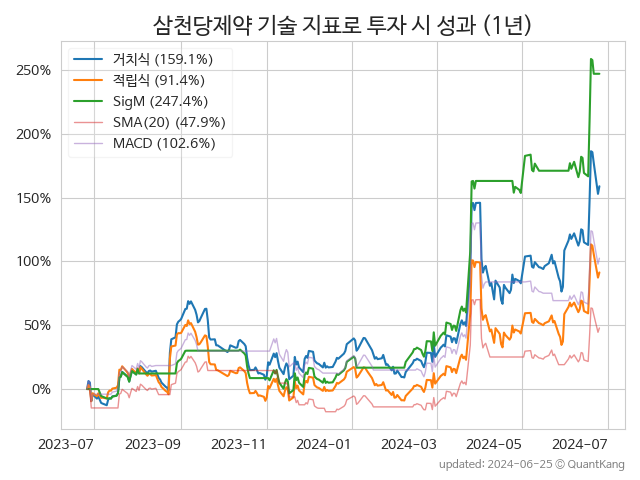 삼천당제약 기술 지표로 투자 시 성과 (1년)
거치식 (159.1%)
적립식 (91.4%)
SigM (247.4%)
SMA(20) (47.9%)
MACD (102.6%)
250%
200%
150%
100%
50%
0%
2023-07 2023-09 2023-11 2024-01 2024-03 2024-05 2024-07
updated: 2024-06-25 ⓒ QuantKang